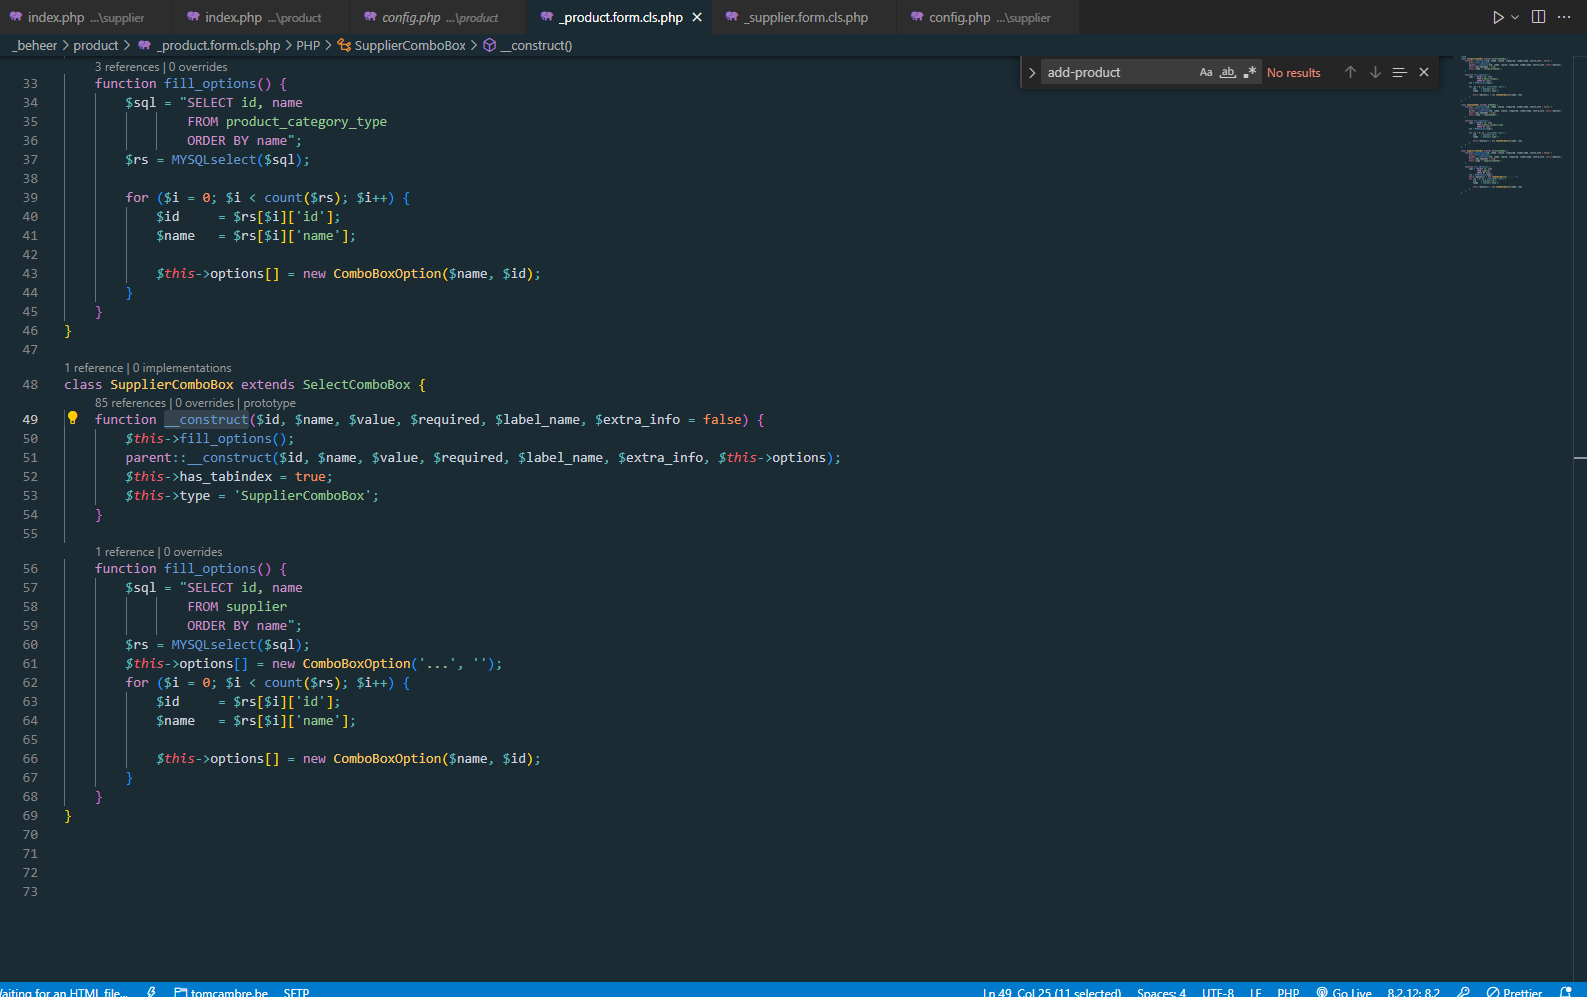 index.php ...\supplier
index.php ...\product
config.php ...\product
_product.form.cls.php
_supplier.form.cls.php
config.php ...\supplier
_beheer > product > _product.form.cls.php > PHP > SupplierComboBox > __construct()
add-product Aa ab .* No results
3 references | 0 overrides
33 function fill_options() {
34 $sql = "SELECT id, name
35 FROM product_category_type
36 ORDER BY name";
37 $rs = MYSQLselect($sql);
38
39 for ($i = 0; $i < count($rs); $i++) {
40 $id = $rs[$i]['id'];
41 $name = $rs[$i]['name'];
42
43 $this->options[] = new ComboBoxOption($name, $id);
44 }
45 }
46 }
47
1 reference | 0 implementations
48 class SupplierComboBox extends SelectComboBox {
85 references | 0 overrides | prototype
49 function __construct($id, $name, $value, $required, $label_name, $extra_info = false) {
50 $this->fill_options();
51 parent::__construct($id, $name, $value, $required, $label_name, $extra_info, $this->options);
52 $this->has_tabindex = true;
53 $this->type = 'SupplierComboBox';
54 }
55
1 reference | 0 overrides
56 function fill_options() {
57 $sql = "SELECT id, name
58 FROM supplier
59 ORDER BY name";
60 $rs = MYSQLselect($sql);
61 $this->options[] = new ComboBoxOption('...', '');
62 for ($i = 0; $i < count($rs); $i++) {
63 $id = $rs[$i]['id'];
64 $name = $rs[$i]['name'];
65
66 $this->options[] = new ComboBoxOption($name, $id);
67 }
68 }
69 }
70
71
72
73
aiting for an HTML file... tomcambre.be SFTP Ln 49, Col 25 (11 selected) Spaces: 4 UTF-8 LF PHP Go Live 8.2.12: 8.2 Prettier